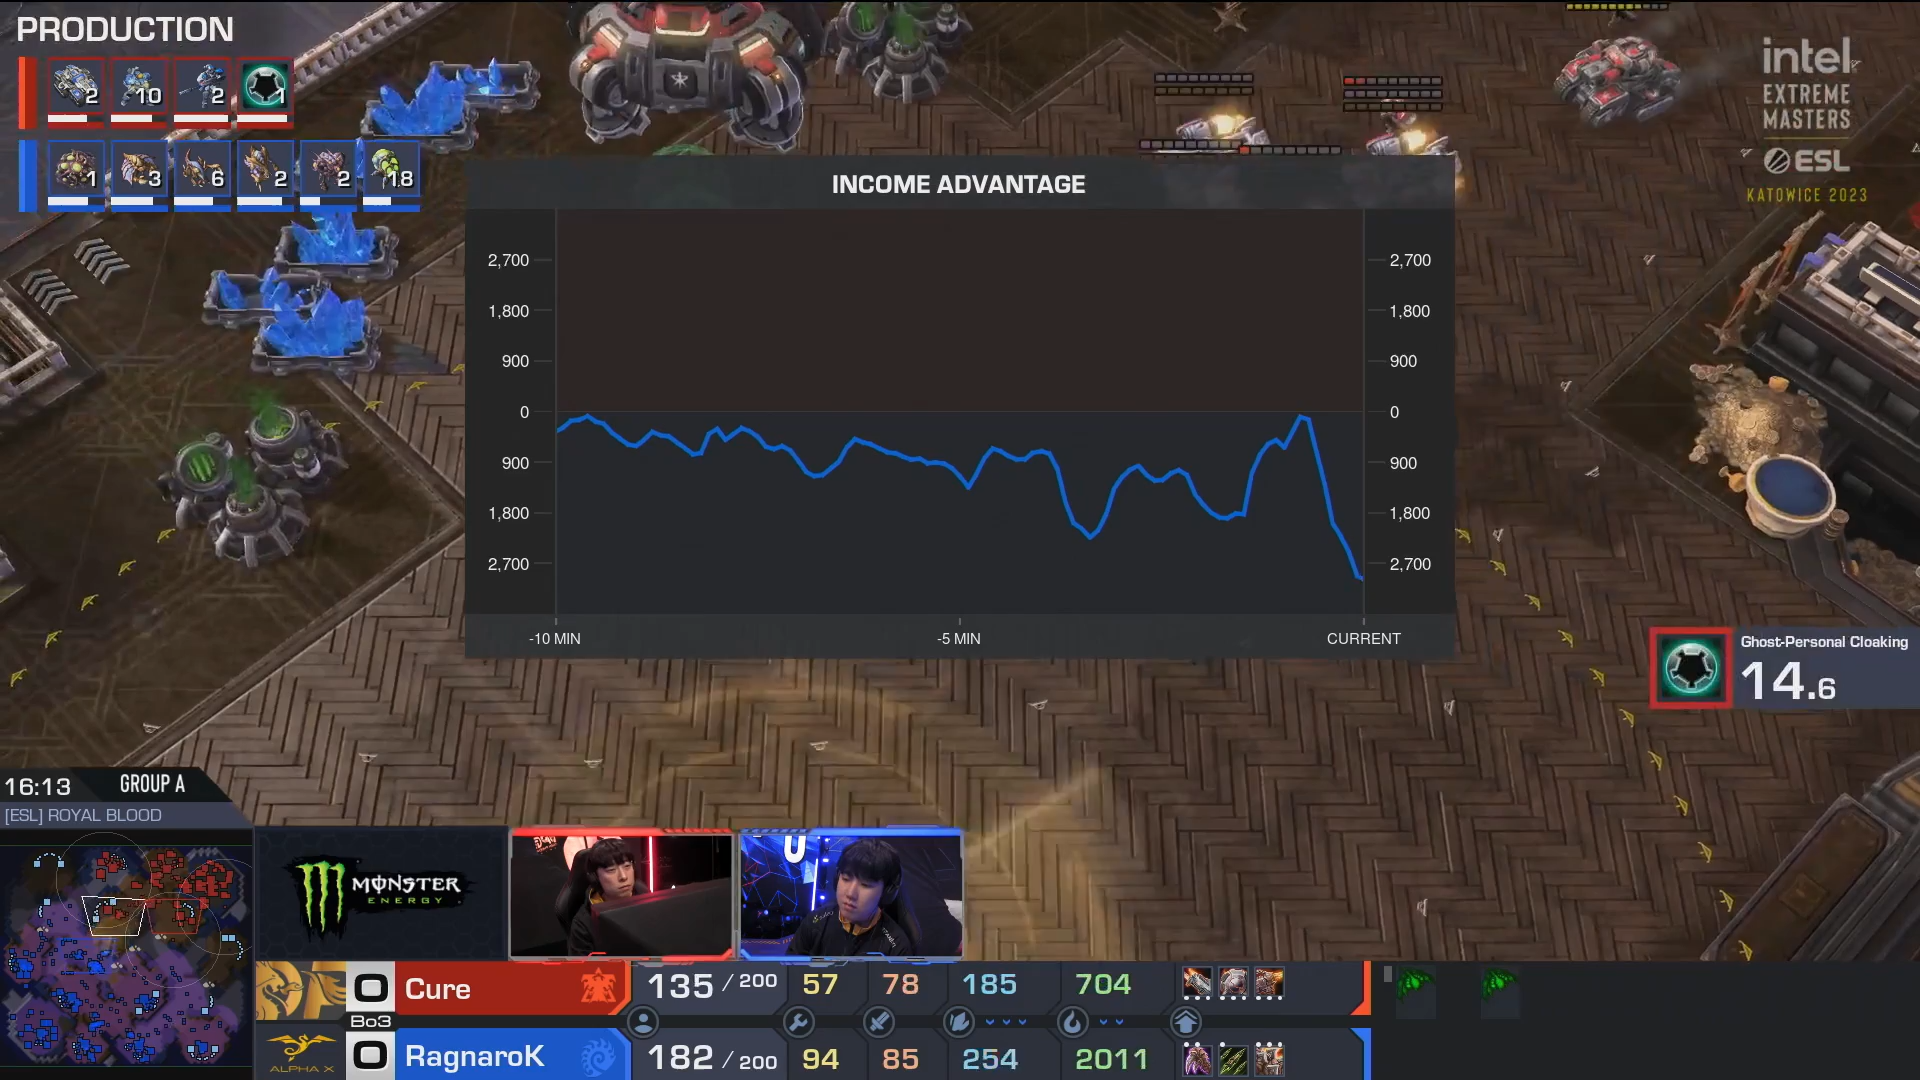 PRODUCTION
2 10 2 1
1 3 6 2 2 18
intel
EXTREME
MASTERS
ESL
KATOWICE 2023
INCOME ADVANTAGE
2,700 2,700
1,800 1,800
900 900
0 0
900 900
1,800 1,800
2,700 2,700
-10 MIN -5 MIN CURRENT
Ghost-Personal Cloaking
14.6
16:13 GROUP A
[ESL] ROYAL BLOOD
MONSTER
ENERGY
0 Cure 135 / 200 57 78 185 704
Bo3
ALPHA X 0 RagnaroK 182 / 200 94 85 254 2011